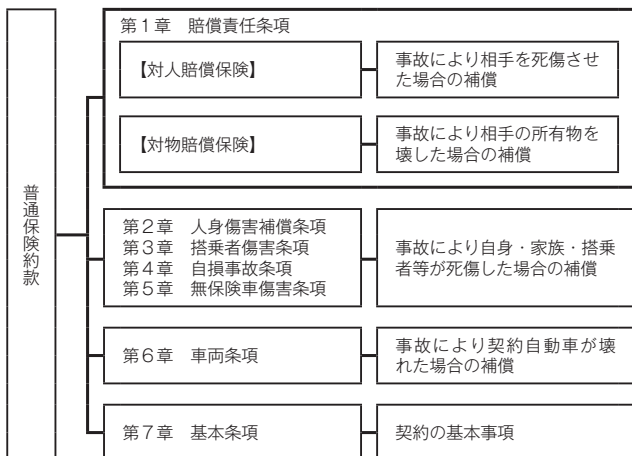 普通保険約款
第1章　賠償責任条項
【対人賠償保険】
事故により相手を死傷させ
た場合の補償
【対物賠償保険】
事故により相手の所有物を
壊した場合の補償
第2章　人身傷害補償条項
第3章　搭乗者傷害条項
第4章　自損事故条項
第5章　無保険車傷害条項
事故により自身・家族・搭乗
者等が死傷した場合の補償
第6章　車両条項
事故により契約自動車が壊
れた場合の補償
第7章　基本条項
契約の基本事項